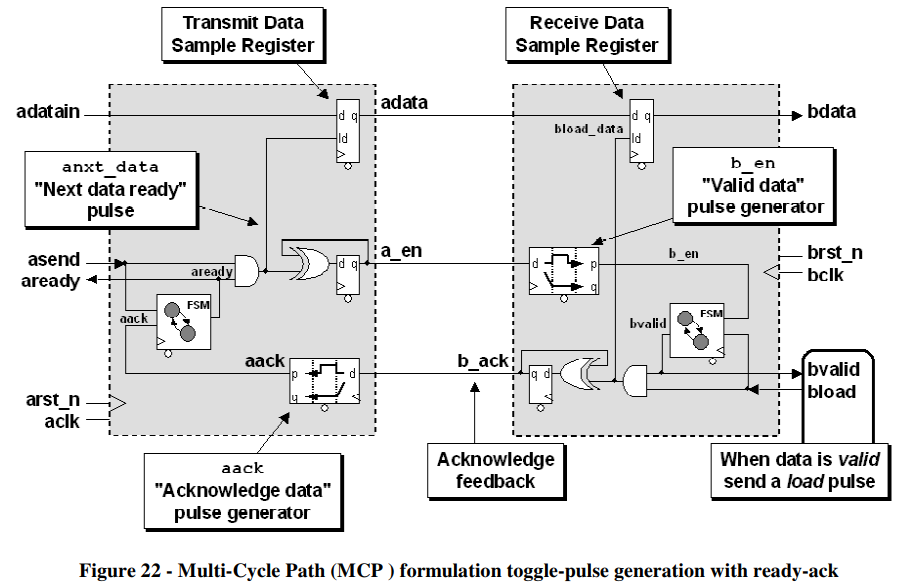 Transmit Data
Sample Register
Receive Data
Sample Register
adatain
d q
ld
adata
bload_data
d q
ld
bdata
anxt_data
"Next data ready"
pulse
b_en
"Valid data"
pulse generator
asend
aready
aready
a_en
d q
d p
q
b_en
brst_n
bclk
FSM
aack
FSM
bvalid
aack
p d
q
b_ack
q d
bvalid
bload
arst_n
aclk
aack
"Acknowledge data"
pulse generator
Acknowledge
feedback
When data is valid
send a load pulse
Figure 22 - Multi-Cycle Path (MCP ) formulation toggle-pulse generation with ready-ack